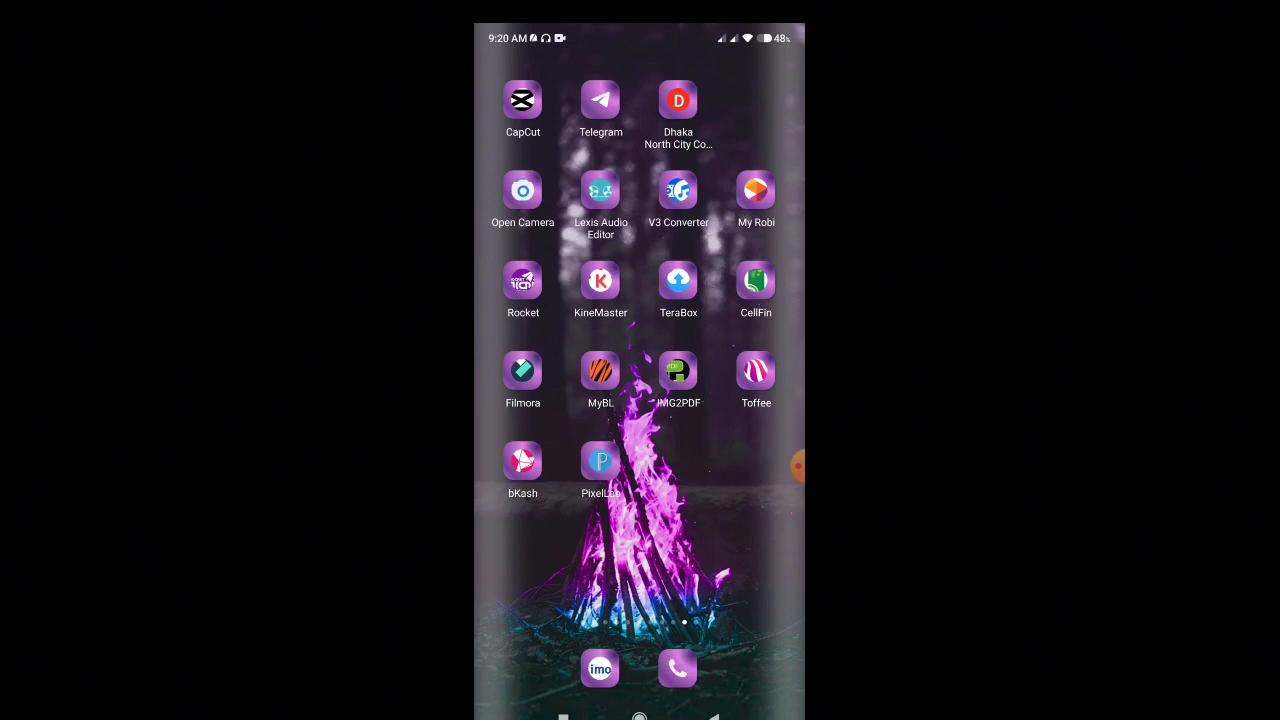 9:20 AM 48%
CapCut Telegram Dhaka
North City Co...
Open Camera Lexis Audio V3 Converter My Robi
Editor
Rocket KineMaster TeraBox CellFin
Filmora MyBL IMG2PDF Toffee
bKash PixelLab
imo